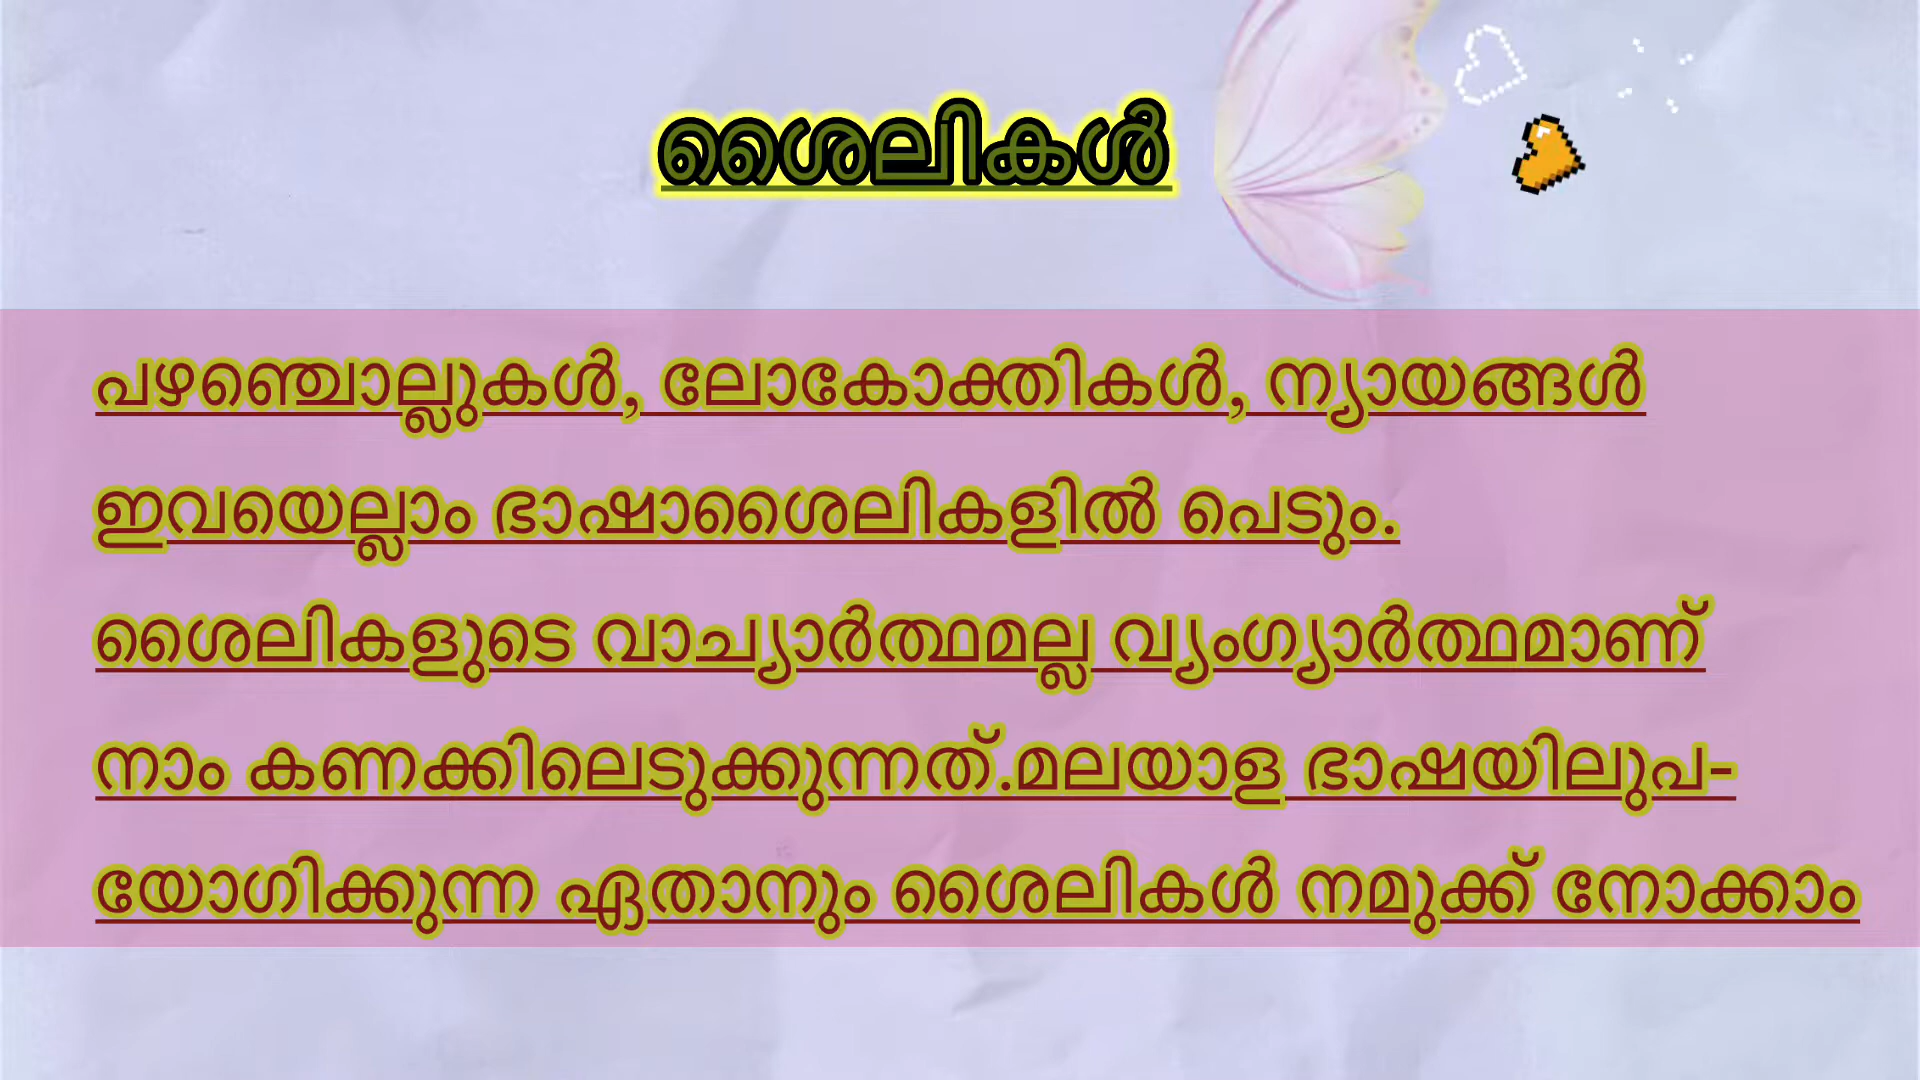 ശൈലികൾ
പഴഞ്ചൊല്ലുകൾ, ലോകോക്തികൾ, ന്യായങ്ങൾ
ഇവയെല്ലാം ഭാഷാശൈലികളിൽ പെടും.
ശൈലികളുടെ വാച്യാർത്ഥമല്ല വ്യംഗ്യാർത്ഥമാണ്
നാം കണക്കിലെടുക്കുന്നത്.മലയാള ഭാഷയിലുപ-
യോഗിക്കുന്ന ഏതാനും ശൈലികൾ നമുക്ക് നോക്കാം